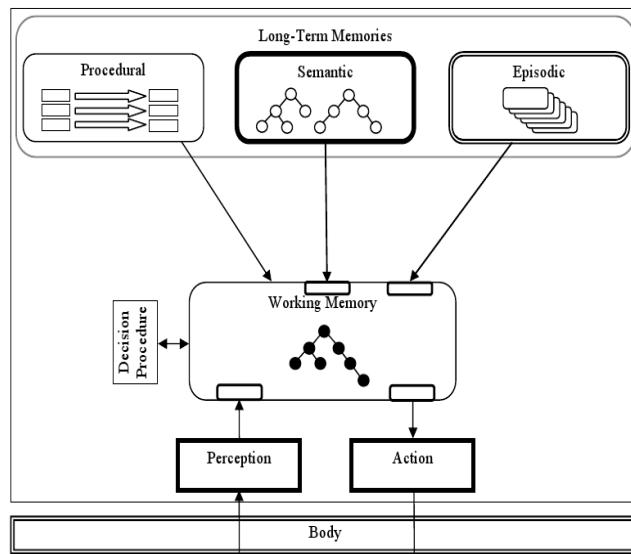 Long-Term Memories
Procedural
Semantic
Episodic
Working Memory
Decision
Procedure
Perception
Action
Body